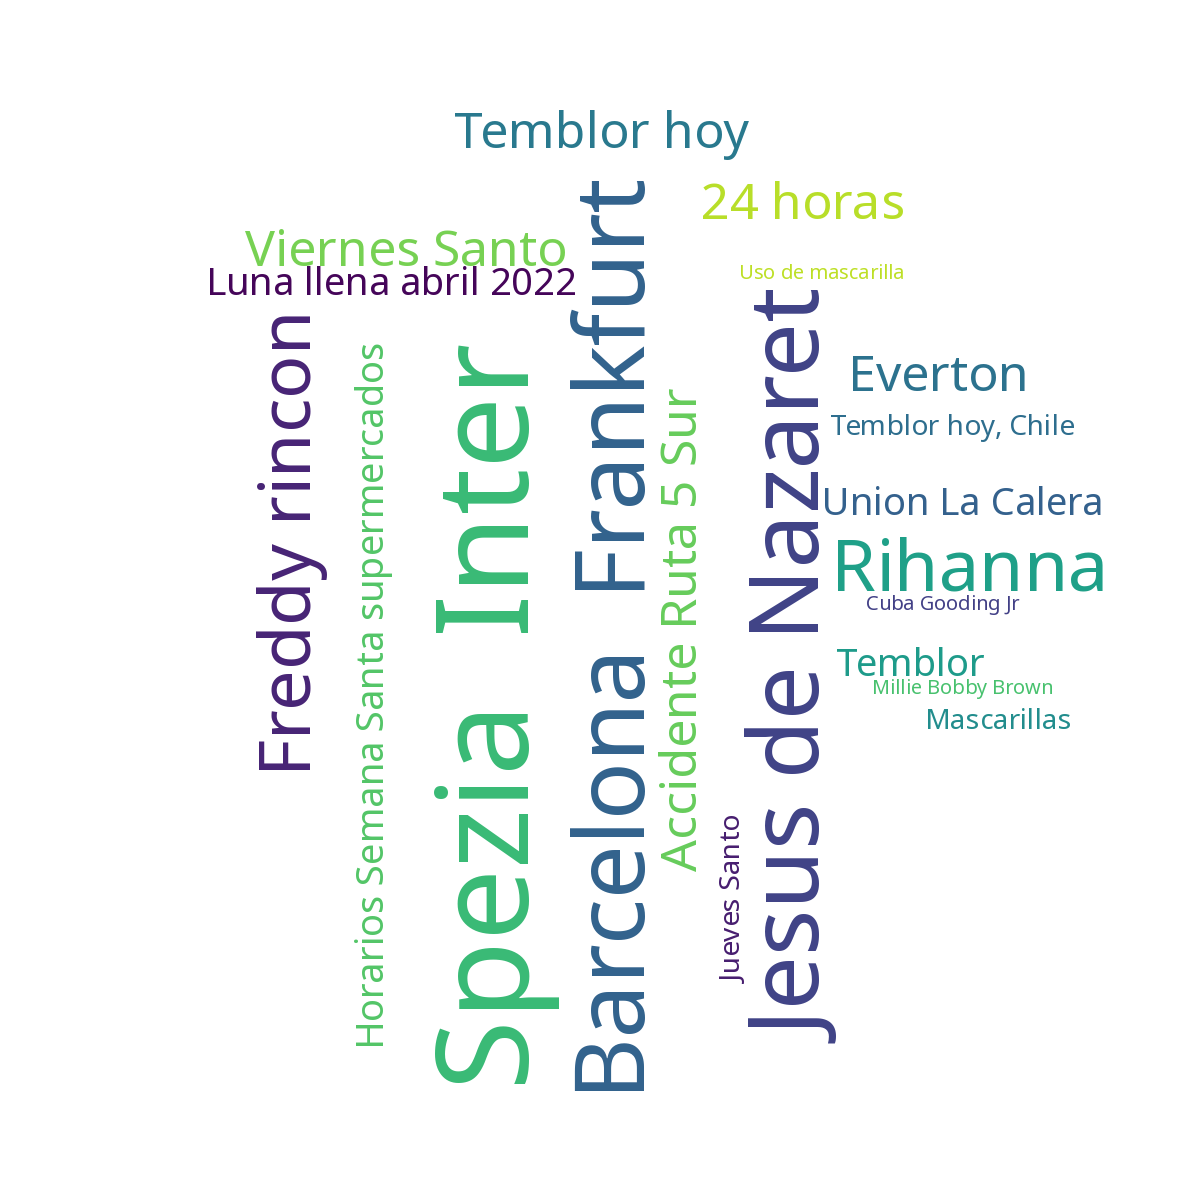 Temblor hoy
24 horas
Viernes Santo
Luna llena abril 2022
Uso de mascarilla
Freddy rincon
Horarios Semana Santa supermercados
Spezia Inter
Barcelona Frankfurt
Accidente Ruta 5 Sur
Jueves Santo
Jesus de Nazaret
Everton
Temblor hoy, Chile
Union La Calera
Rihanna
Cuba Gooding Jr
Temblor
Millie Bobby Brown
Mascarillas